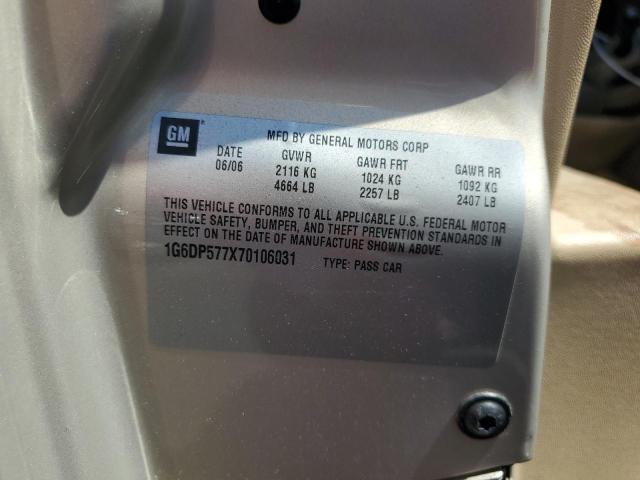 GM
MFD BY GENERAL MOTORS CORP
DATE GVWR GAWR FRT GAWR RR
06/06 2116 KG 1024 KG 1092 KG
4664 LB 2257 LB 2407 LB
THIS VEHICLE CONFORMS TO ALL APPLICABLE U.S. FEDERAL MOTOR
VEHICLE SAFETY, BUMPER, AND THEFT PREVENTION STANDARDS IN
EFFECT ON THE DATE OF MANUFACTURE SHOWN ABOVE.
1G6DP577X70106031 TYPE: PASS CAR